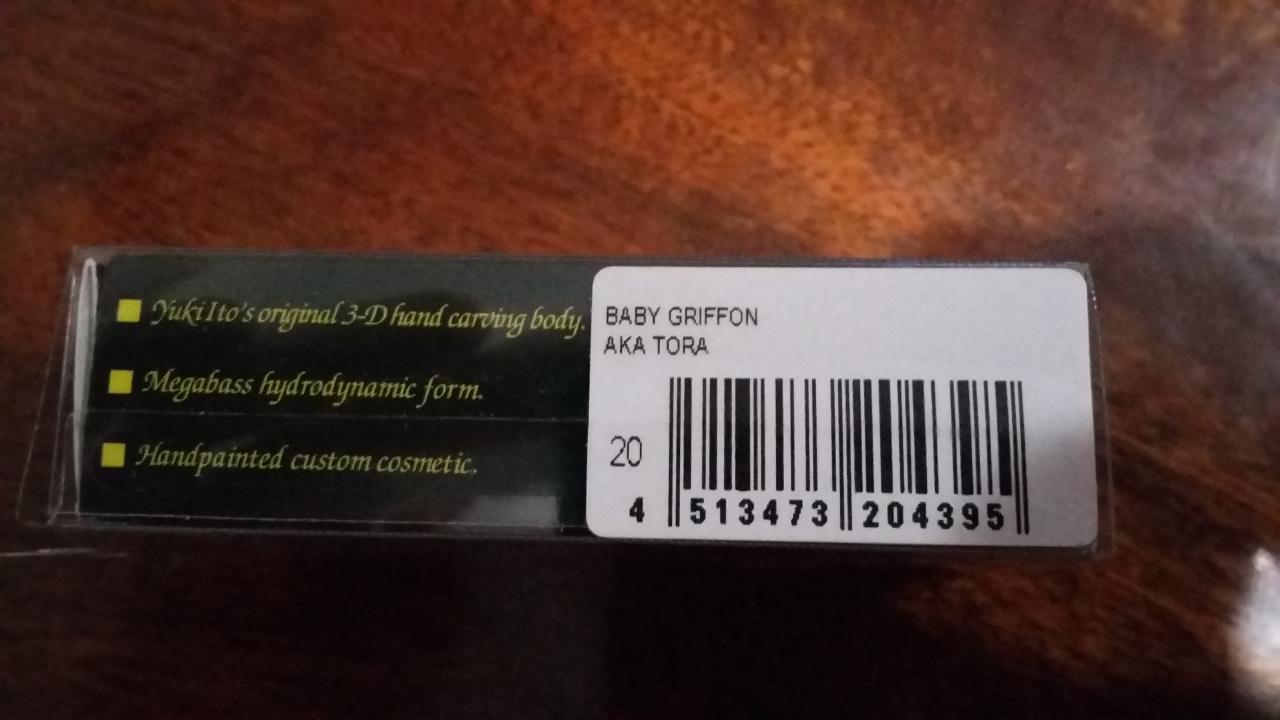 Yuki Ito's original 3-D hand carving body.
Megabass hydrodynamic form.
Handpainted custom cosmetic.
BABY GRIFFON
AKA TORA
20
4 513473 204395